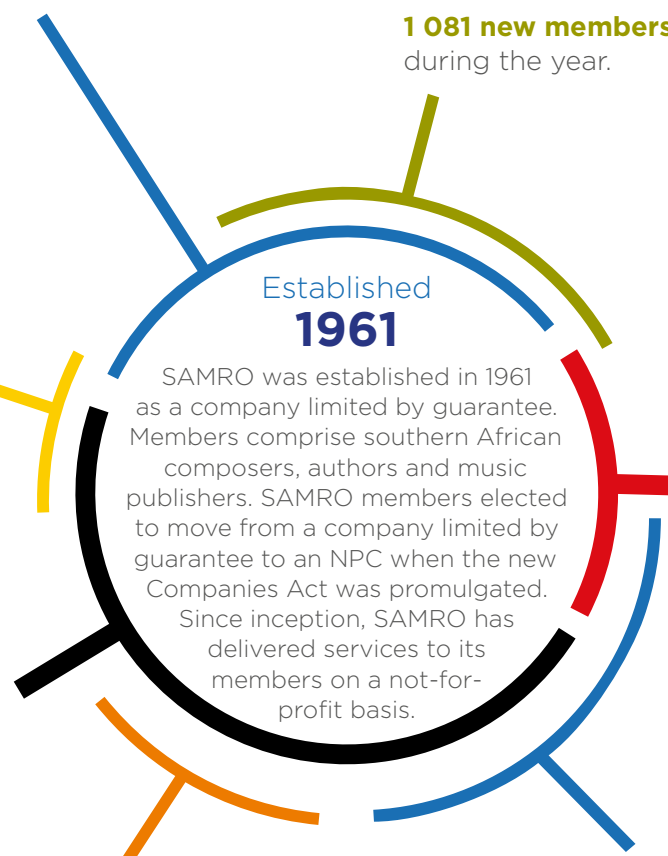 1 081 new members
during the year.
Established
1961
SAMRO was established in 1961
as a company limited by guarantee.
Members comprise southern African
composers, authors and music
publishers. SAMRO members elected
to move from a company limited by
guarantee to an NPC when the new
Companies Act was promulgated.
Since inception, SAMRO has
delivered services to its
members on a not-for-
profit basis.